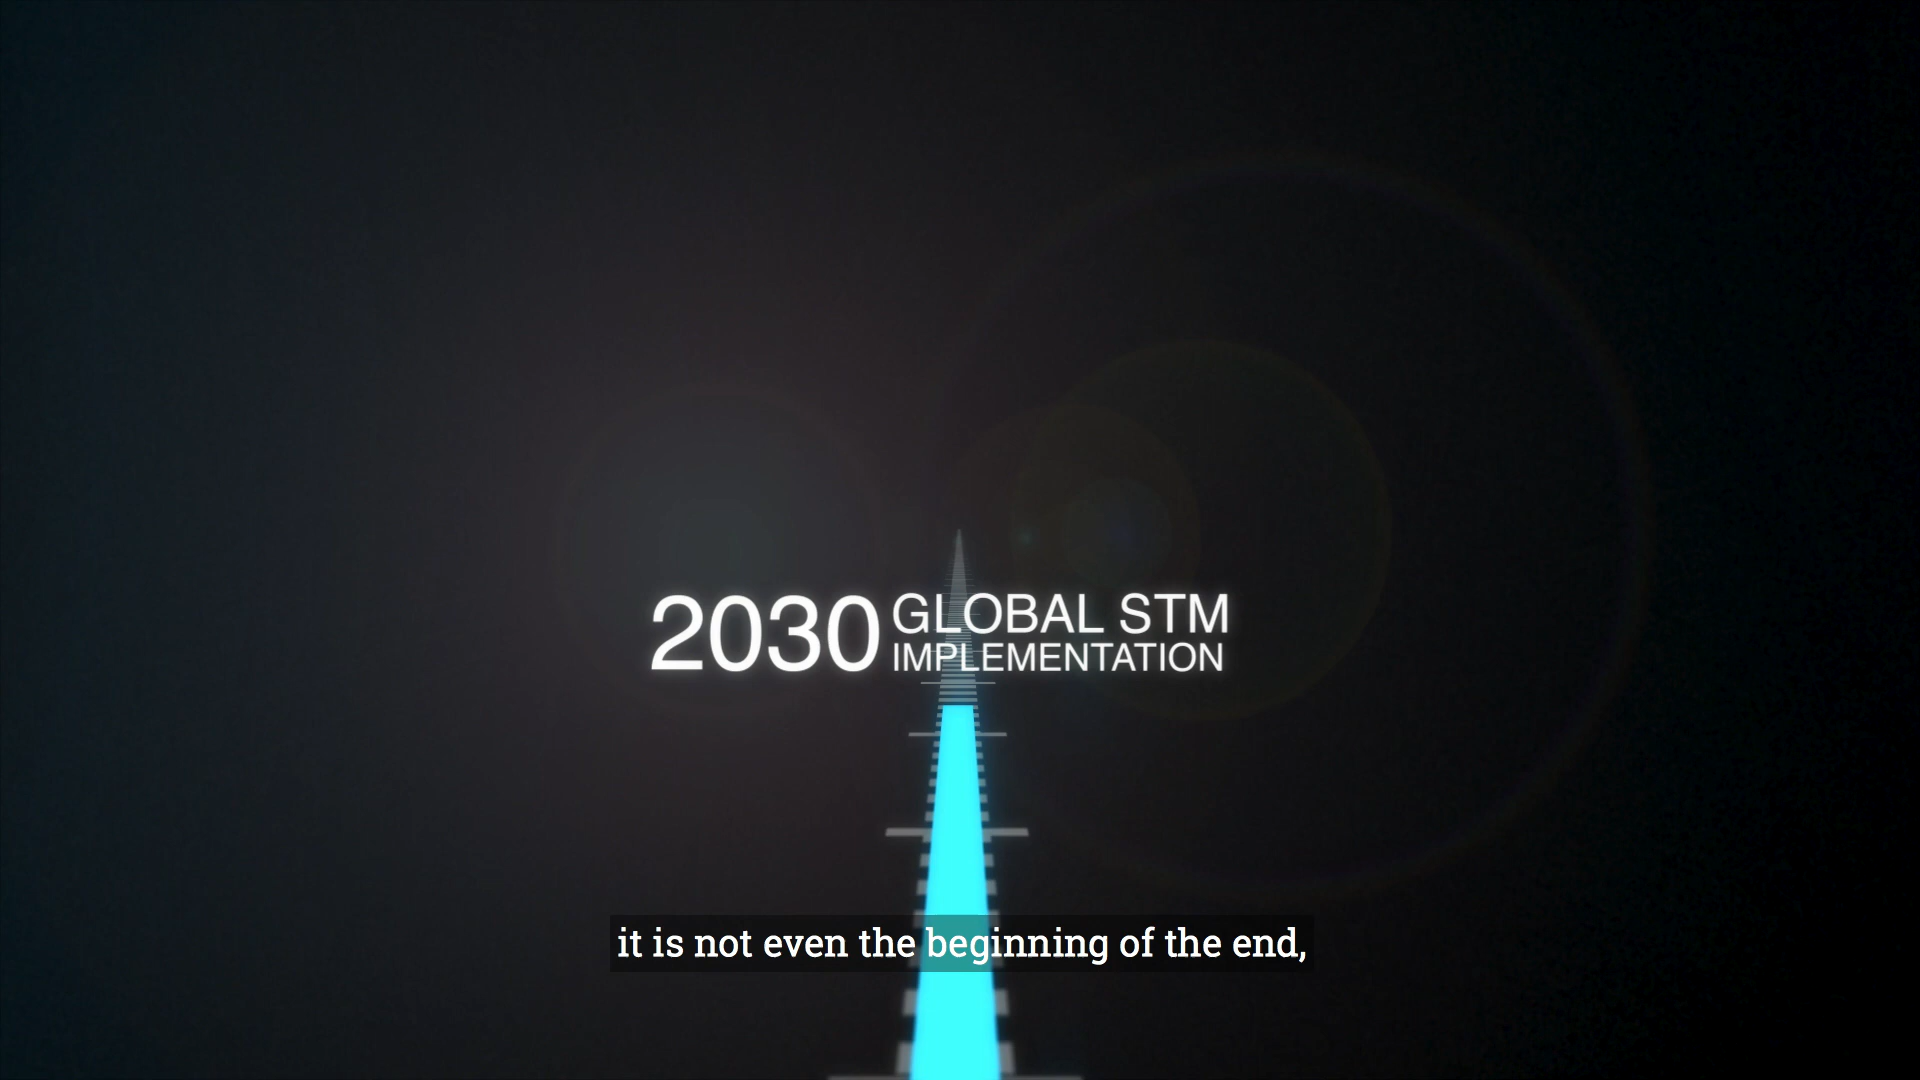 2030 GLOBAL STM
IMPLEMENTATION
it is not even the beginning of the end,